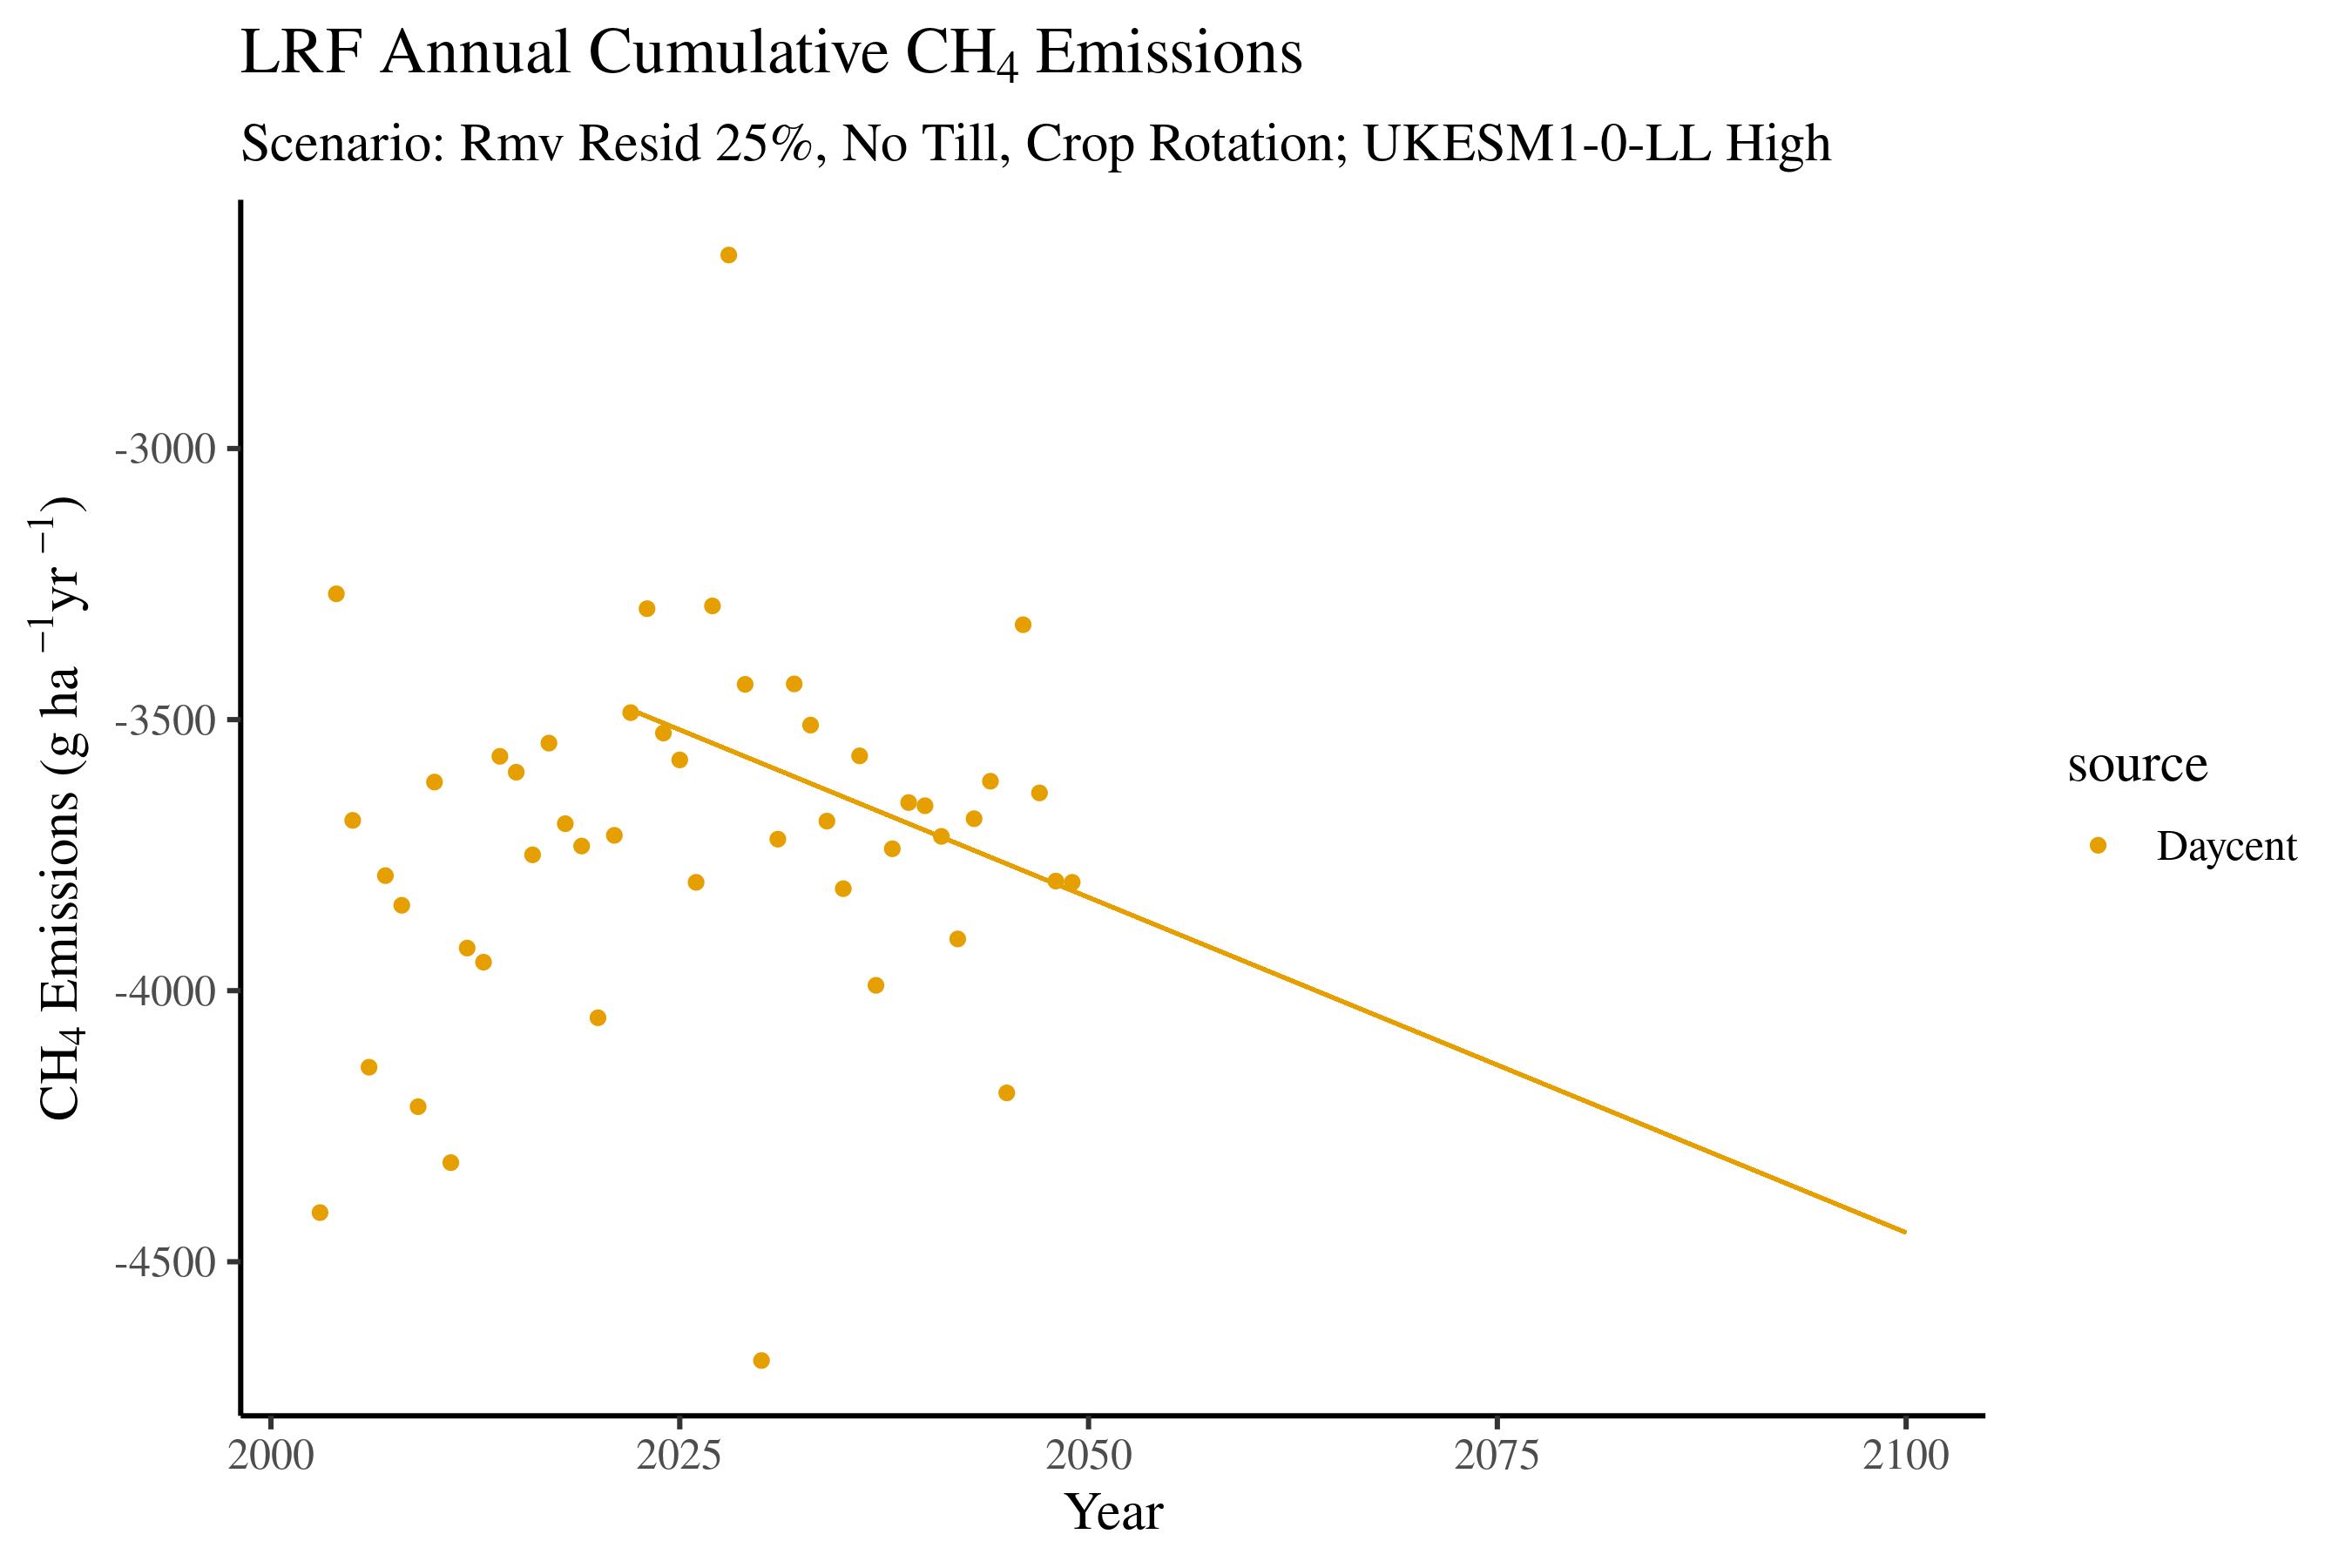 LRF Annual Cumulative CH₄ Emissions
Scenario: Rmv Resid 25%, No Till, Crop Rotation; UKESM1-0-LL High
CH₄ Emissions (g ha ⁻¹yr ⁻¹)
-3000
-3500
-4000
-4500
2000 2025 2050 2075 2100
Year
source
Daycent